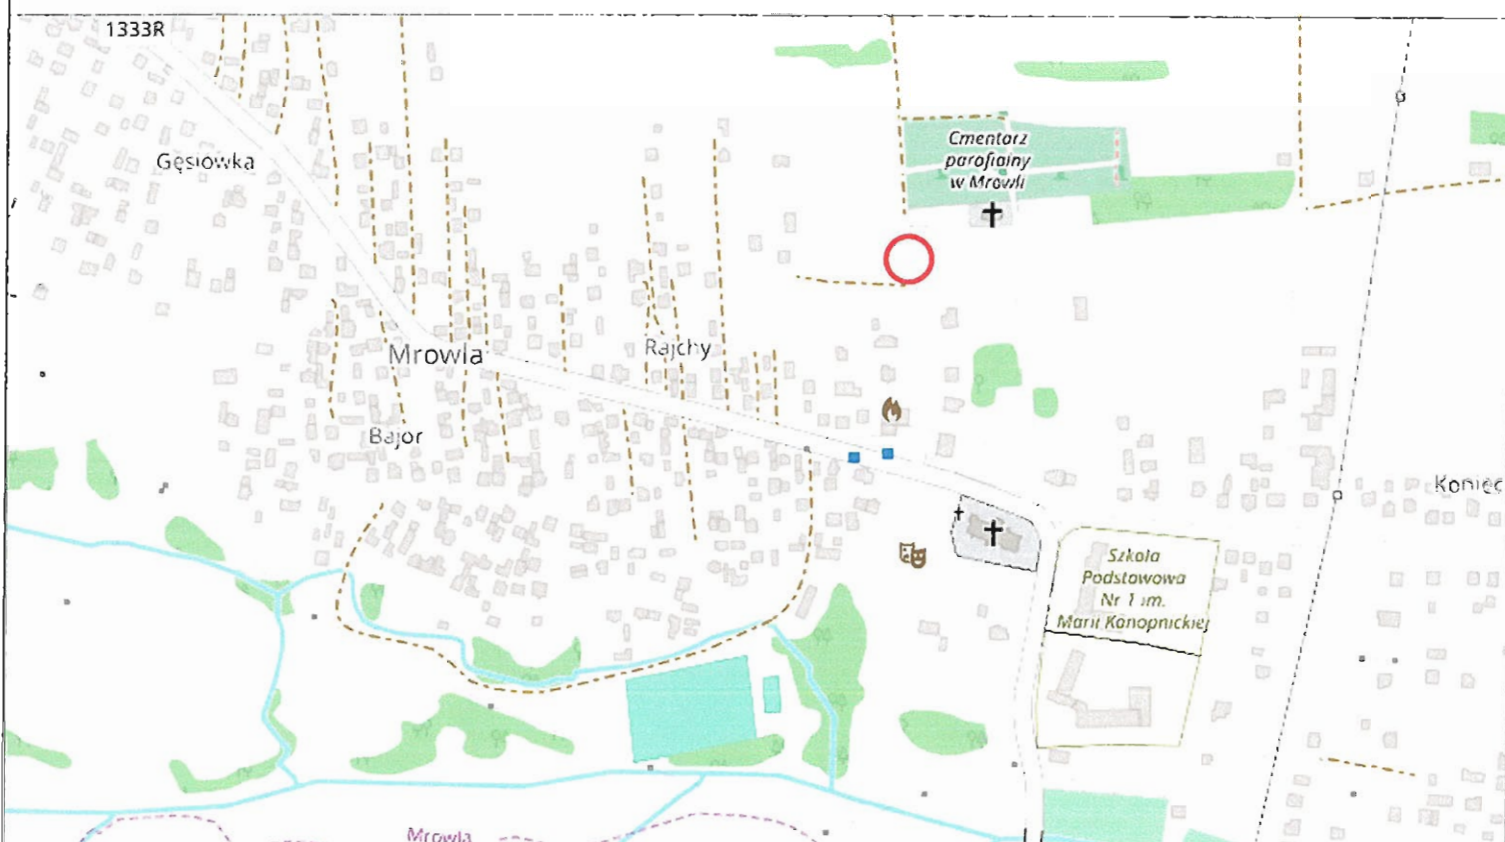 1333R
Cmentarz
parafialny
w Mrowli
Gęsiówka
Mrowla
Rajchy
Bajor
Koniec
Szkoła
Podstawowa
Nr 1 im.
Marii Konopnickiej
Mrowla